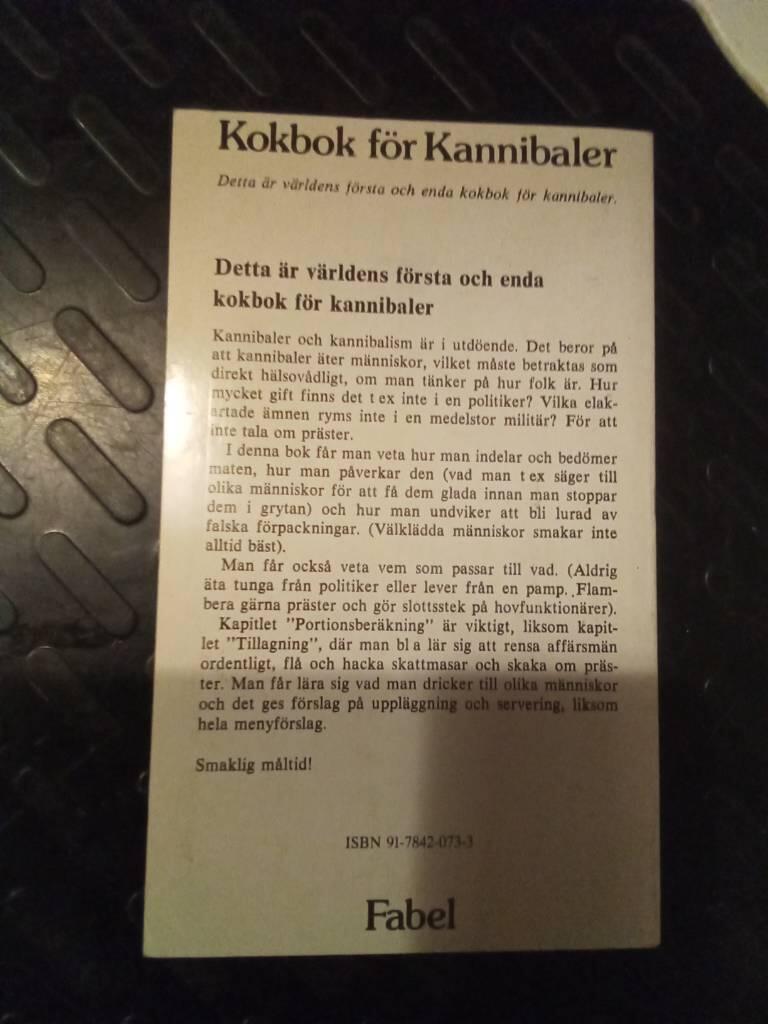 Kokbok för Kannibaler
Detta är världens första och enda kokbok för kannibaler.
Detta är världens första och enda
kokbok för kannibaler
Kannibaler och kannibalism är i utdöende. Det beror på
att kannibaler äter människor, vilket måste betraktas som
direkt hälsovådligt, om man tänker på hur folk är. Hur
mycket gift finns det t ex inte i en politiker? Vilka elak-
artade ämnen ryms inte i en medelstor militär? För att
inte tala om präster.
I denna bok får man veta hur man indelar och bedömer
maten, hur man påverkar den (vad man t ex säger till
olika människor för att få dem glada innan man stoppar
dem i grytan) och hur man undviker att bli lurad av
falska förpackningar. (Välklädda människor smakar inte
alltid bäst).
Man får också veta vem som passar till vad. (Aldrig
äta tunga från politiker eller lever från en pamp. Flam-
bera gärna präster och gör slottsstek på hovfunktionärer).
Kapitlet "Portionsberäkning" är viktigt, liksom kapit-
let "Tillagning", där man bl a lär sig att rensa affärsmän
ordentligt, flå och hacka skattmasar och skaka om präs-
ter. Man får lära sig vad man dricker till olika människor
och det ges förslag på uppläggning och servering, liksom
hela menyförslag.
Smaklig måltid!
ISBN 91-7842-073-3
Fabel